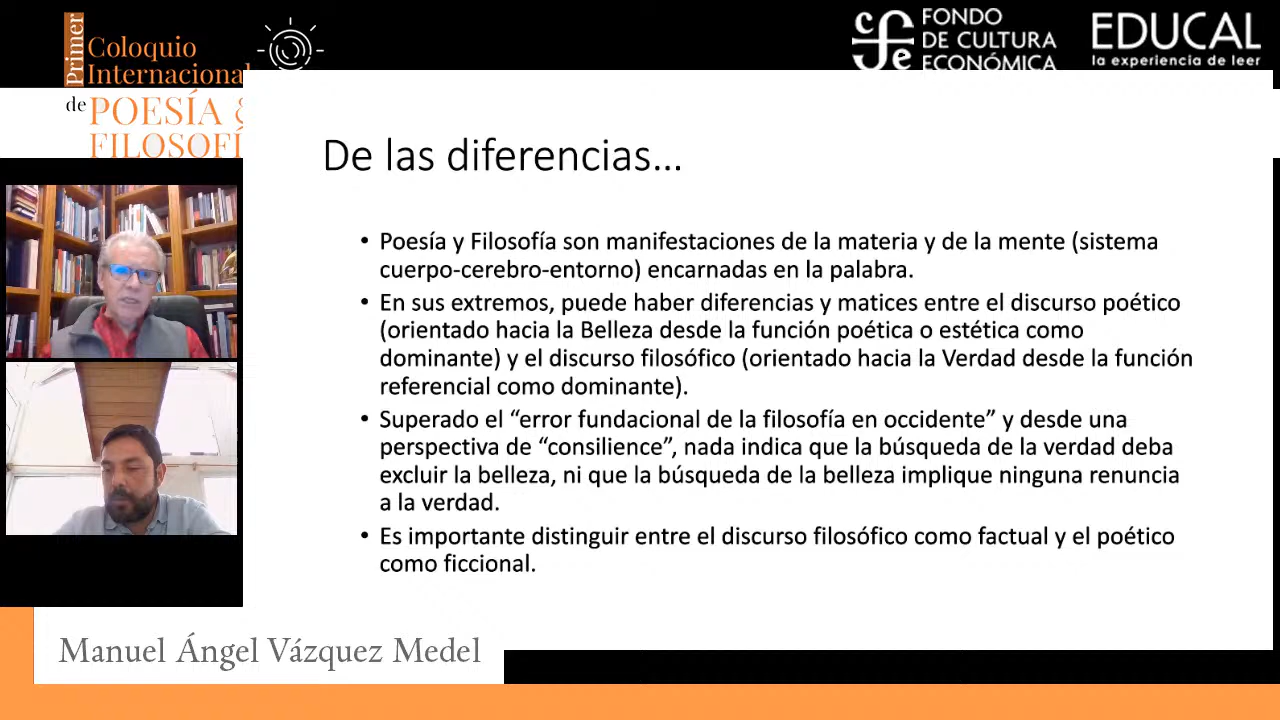 Primer
Coloquio
Internacional
de POESÍA &
FILOSOFÍ
FONDO
DE CULTURA
ECONÓMICA
EDUCAL
la experiencia de leer
De las diferencias...
• Poesía y Filosofía son manifestaciones de la materia y de la mente (sistema
cuerpo-cerebro-entorno) encarnadas en la palabra.
• En sus extremos, puede haber diferencias y matices entre el discurso poético
(orientado hacia la Belleza desde la función poética o estética como
dominante) y el discurso filosófico (orientado hacia la Verdad desde la función
referencial como dominante).
• Superado el “error fundacional de la filosofía en occidente” y desde una
perspectiva de “consilience”, nada indica que la búsqueda de la verdad deba
excluir la belleza, ni que la búsqueda de la belleza implique ninguna renuncia
a la verdad.
• Es importante distinguir entre el discurso filosófico como factual y el poético
como ficcional.
Manuel Ángel Vázquez Medel